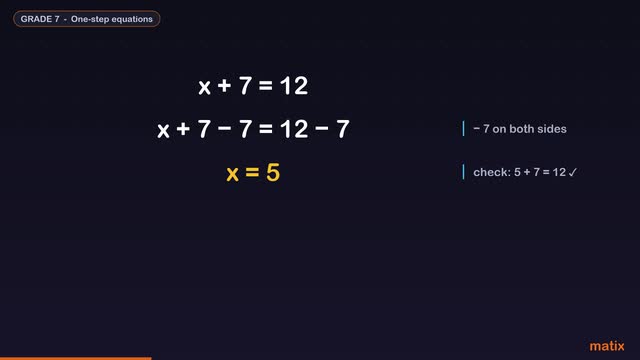 GRADE 7 - One-step equations
x + 7 = 12
x + 7 − 7 = 12 − 7
− 7 on both sides
x = 5
check: 5 + 7 = 12 ✓
matix